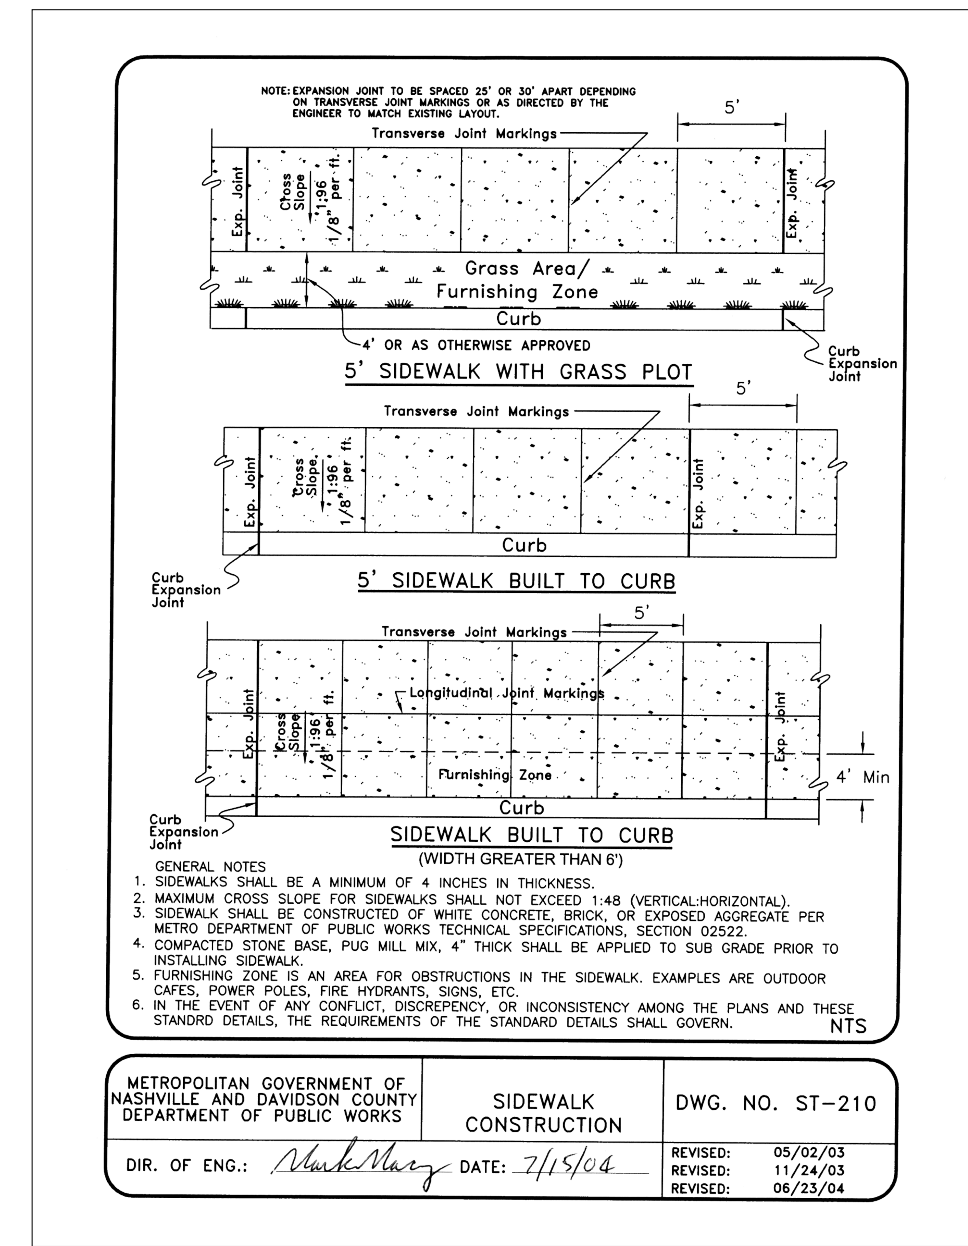 NOTE: EXPANSION JOINT TO BE SPACED 25' OR 30' APART DEPENDING
ON TRANSVERSE JOINT MARKINGS OR AS DIRECTED BY THE
ENGINEER TO MATCH EXISTING LAYOUT.
5'
Transverse Joint Markings
Exp. Joint
Cross
Slope
1:96
1/8" per ft.
Exp. Joint
Grass Area/
Furnishing Zone
Curb
4' OR AS OTHERWISE APPROVED
Curb
Expansion
Joint
5' SIDEWALK WITH GRASS PLOT
5'
Transverse Joint Markings
Exp. Joint
Cross
Slope
1:96
1/8" per ft.
Exp. Joint
Curb
Curb
Expansion
Joint
5' SIDEWALK BUILT TO CURB
5'
Transverse Joint Markings
Longitudinal Joint Markings
Exp. Joint
Cross
Slope
1:96
1/8" per ft.
Exp. Joint
Furnishing Zone
4' Min
Curb
Curb
Expansion
Joint
SIDEWALK BUILT TO CURB
(WIDTH GREATER THAN 6')
GENERAL NOTES
1. SIDEWALKS SHALL BE A MINIMUM OF 4 INCHES IN THICKNESS.
2. MAXIMUM CROSS SLOPE FOR SIDEWALKS SHALL NOT EXCEED 1:48 (VERTICAL:HORIZONTAL).
3. SIDEWALK SHALL BE CONSTRUCTED OF WHITE CONCRETE, BRICK, OR EXPOSED AGGREGATE PER
METRO DEPARTMENT OF PUBLIC WORKS TECHNICAL SPECIFICATIONS, SECTION 02522.
4. COMPACTED STONE BASE, PUG MILL MIX, 4" THICK SHALL BE APPLIED TO SUB GRADE PRIOR TO
INSTALLING SIDEWALK.
5. FURNISHING ZONE IS AN AREA FOR OBSTRUCTIONS IN THE SIDEWALK. EXAMPLES ARE OUTDOOR
CAFES, POWER POLES, FIRE HYDRANTS, SIGNS, ETC.
6. IN THE EVENT OF ANY CONFLICT, DISCREPENCY, OR INCONSISTENCY AMONG THE PLANS AND THESE
STANDRD DETAILS, THE REQUIREMENTS OF THE STANDARD DETAILS SHALL GOVERN.
NTS
METROPOLITAN GOVERNMENT OF
NASHVILLE AND DAVIDSON COUNTY
DEPARTMENT OF PUBLIC WORKS
SIDEWALK
CONSTRUCTION
DWG. NO. ST-210
DIR. OF ENG.: Mark Macy DATE: 7/15/04
REVISED: 05/02/03
REVISED: 11/24/03
REVISED: 06/23/04